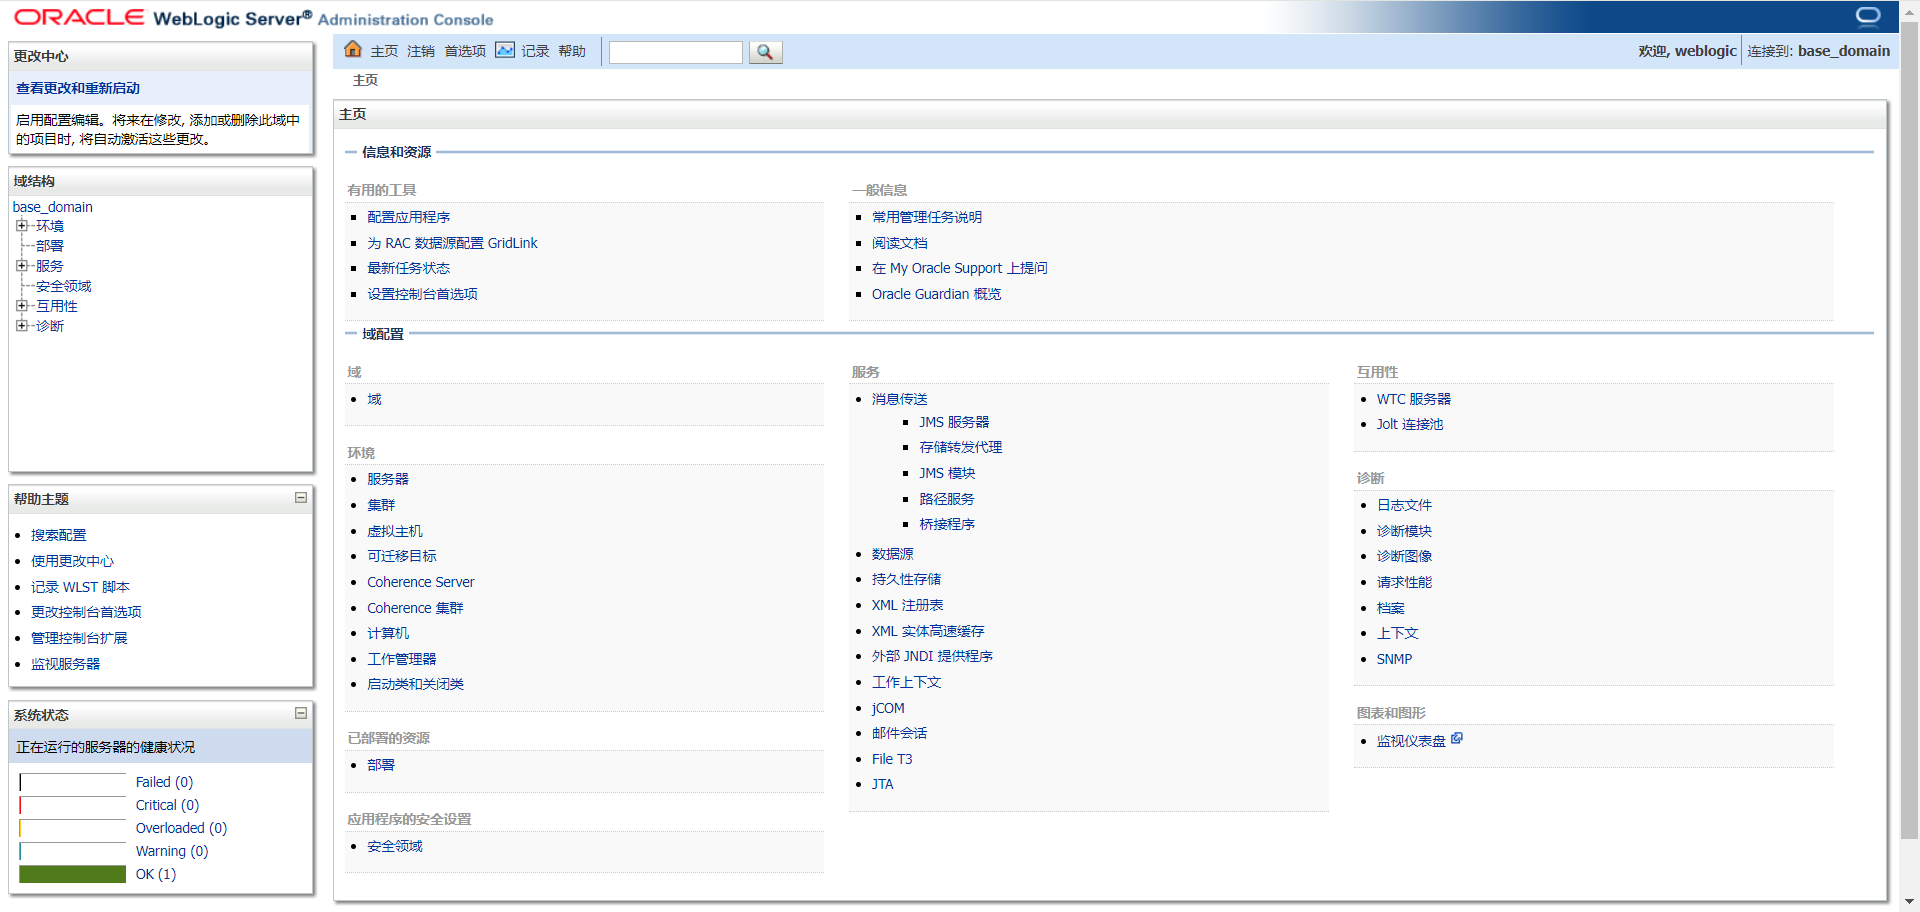 ORACLE WebLogic Server® Administration Console
更改中心
查看更改和重新启动
启用配置编辑。将来在修改, 添加或删除此域中
的项目时, 将自动激活这些更改。
域结构
base_domain
环境
部署
服务
安全领域
互用性
诊断
帮助主题
搜索配置
使用更改中心
记录 WLST 脚本
更改控制台首选项
管理控制台扩展
监视服务器
系统状态
正在运行的服务器的健康状况
Failed (0)
Critical (0)
Overloaded (0)
Warning (0)
OK (1)
主页 注销 首选项 记录 帮助
欢迎, weblogic 连接到: base_domain
主页
主页
信息和资源
有用的工具
配置应用程序
为 RAC 数据源配置 GridLink
最新任务状态
设置控制台首选项
一般信息
常用管理任务说明
阅读文档
在 My Oracle Support 上提问
Oracle Guardian 概览
域配置
域
域
环境
服务器
集群
虚拟主机
可迁移目标
Coherence Server
Coherence 集群
计算机
工作管理器
启动类和关闭类
已部署的资源
部署
应用程序的安全设置
安全领域
服务
消息传送
JMS 服务器
存储转发代理
JMS 模块
路径服务
桥接程序
数据源
持久性存储
XML 注册表
XML 实体高速缓存
外部 JNDI 提供程序
工作上下文
jCOM
邮件会话
File T3
JTA
互用性
WTC 服务器
Jolt 连接池
诊断
日志文件
诊断模块
诊断图像
请求性能
档案
上下文
SNMP
图表和图形
监视仪表盘